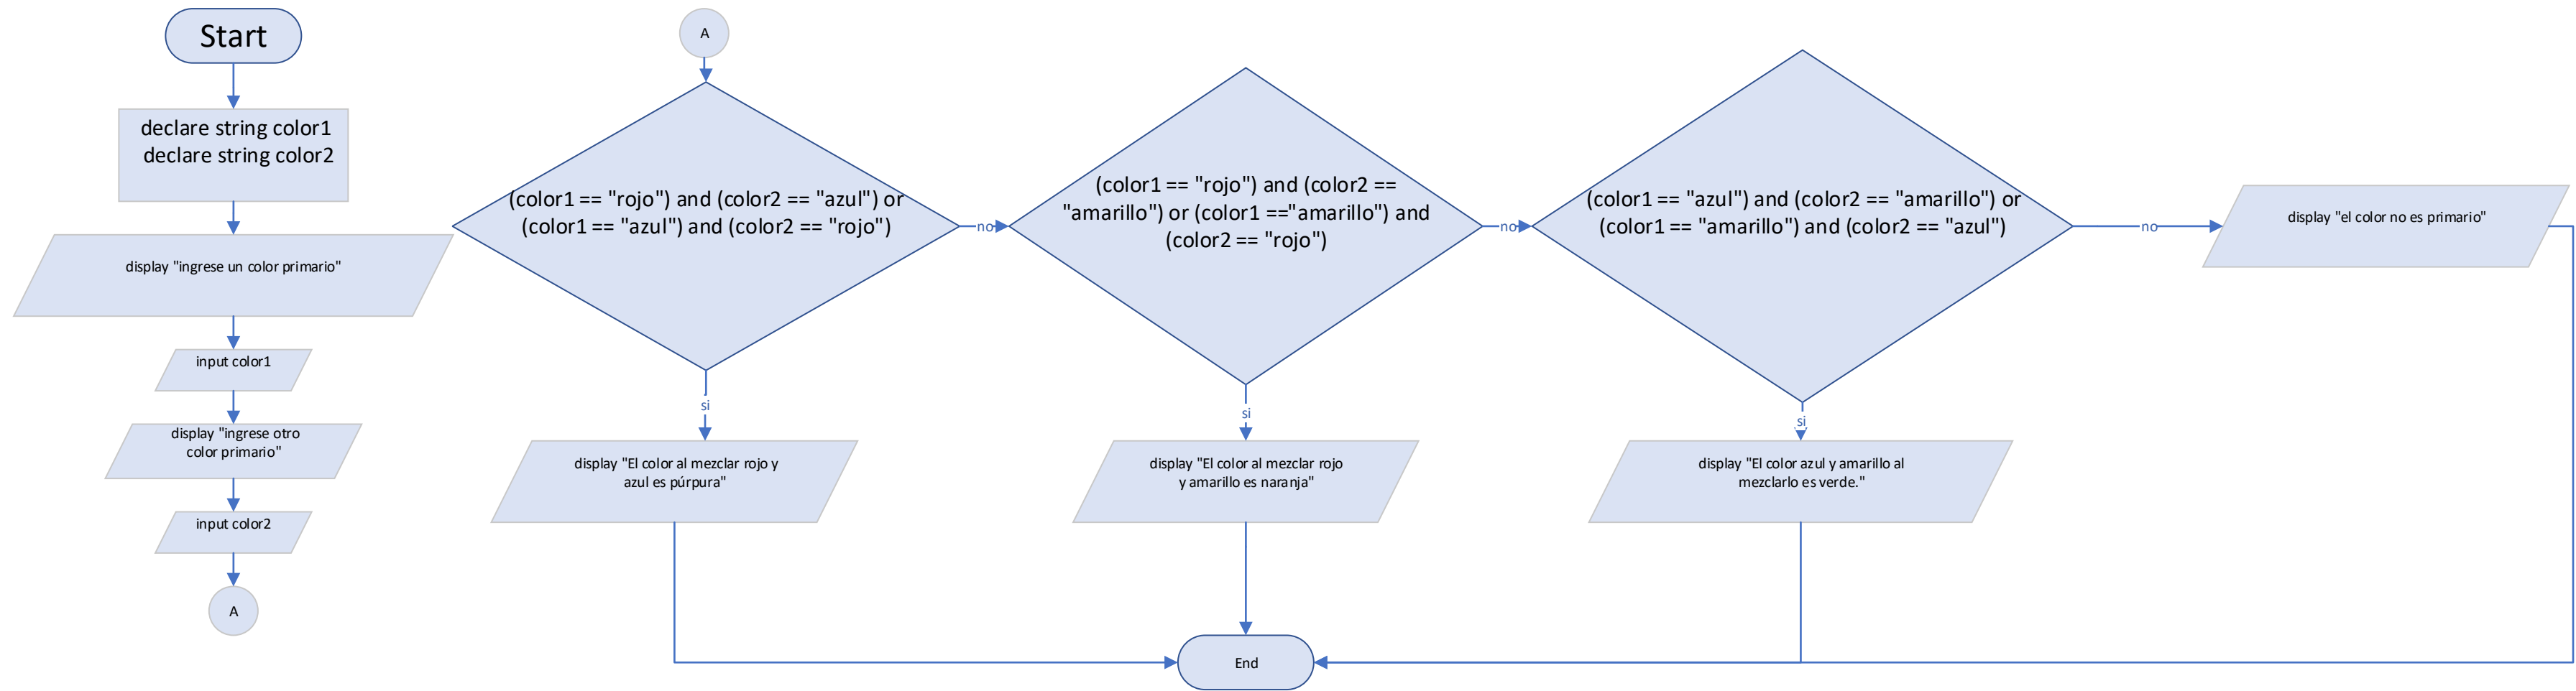 Start
declare string color1
declare string color2
display "ingrese un color primario"
input color1
display "ingrese otro
color primario"
input color2
A
A
(color1 == "rojo") and (color2 == "azul") or
(color1 == "azul") and (color2 == "rojo")
no
si
display "El color al mezclar rojo y
azul es púrpura"
(color1 == "rojo") and (color2 ==
"amarillo") or (color1 =="amarillo") and
(color2 == "rojo")
no
si
display "El color al mezclar rojo
y amarillo es naranja"
(color1 == "azul") and (color2 == "amarillo") or
(color1 == "amarillo") and (color2 == "azul")
no
si
display "El color azul y amarillo al
mezclarlo es verde."
display "el color no es primario"
End